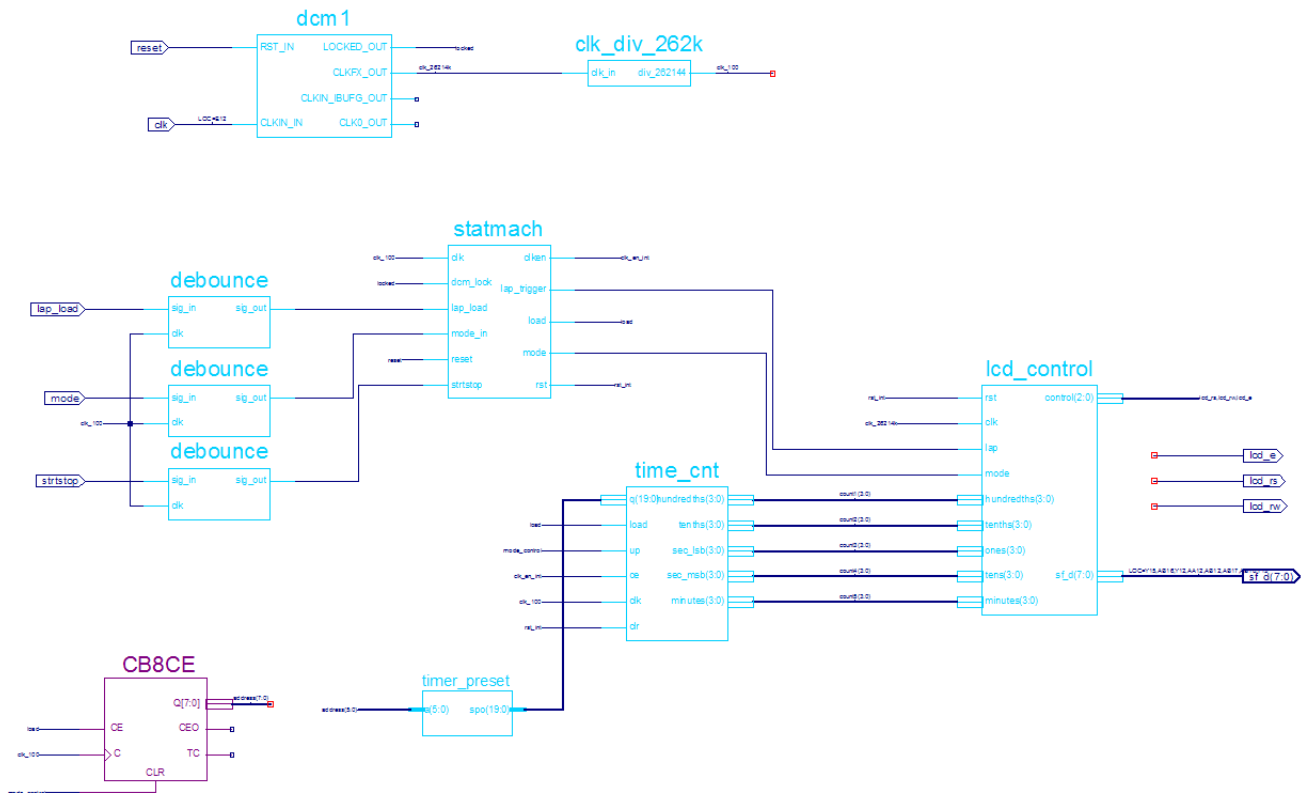 dcm1
reset
RST_IN LOCKED_OUT
locked
CLKFX_OUT
clk_26214k
CLKIN_IBUFG_OUT
clk
LOC=E12
CLKIN_IN CLK0_OUT
clk_div_262k
clk_in div_262144
clk_100
statmach
clk_100
clk clken
clk_en_int
locked
dcm_lock
lap_trigger
lap_load
load
load
mode_in
mode
reset
reset
strtstop
rst
rst_int
debounce
lap_load
sig_in sig_out
clk
debounce
mode
sig_in sig_out
clk_100
clk
debounce
strtstop
sig_in sig_out
clk
lcd_control
rst_int
rst control(2:0)
lcd_rs,lcd_rw,lcd_e
clk_26214k
clk
lap
mode
hundredths(3:0)
tenths(3:0)
ones(3:0)
tens(3:0) sf_d(7:0)
minutes(3:0)
lcd_e
lcd_rs
lcd_rw
sf_d(7:0)
time_cnt
q(19:0) hundredths(3:0)
count1(3:0)
load
load tenths(3:0)
count2(3:0)
mode_control
up sec_lsb(3:0)
count3(3:0)
clk_en_int
ce sec_msb(3:0)
count4(3:0)
clk_100
clk minutes(3:0)
count5(3:0)
rst_int
clr
CB8CE
Q[7:0]
address(7:0)
load
CE CEO
clk_100
C TC
CLR
timer_preset
address(5:0)
a(5:0) spo(19:0)